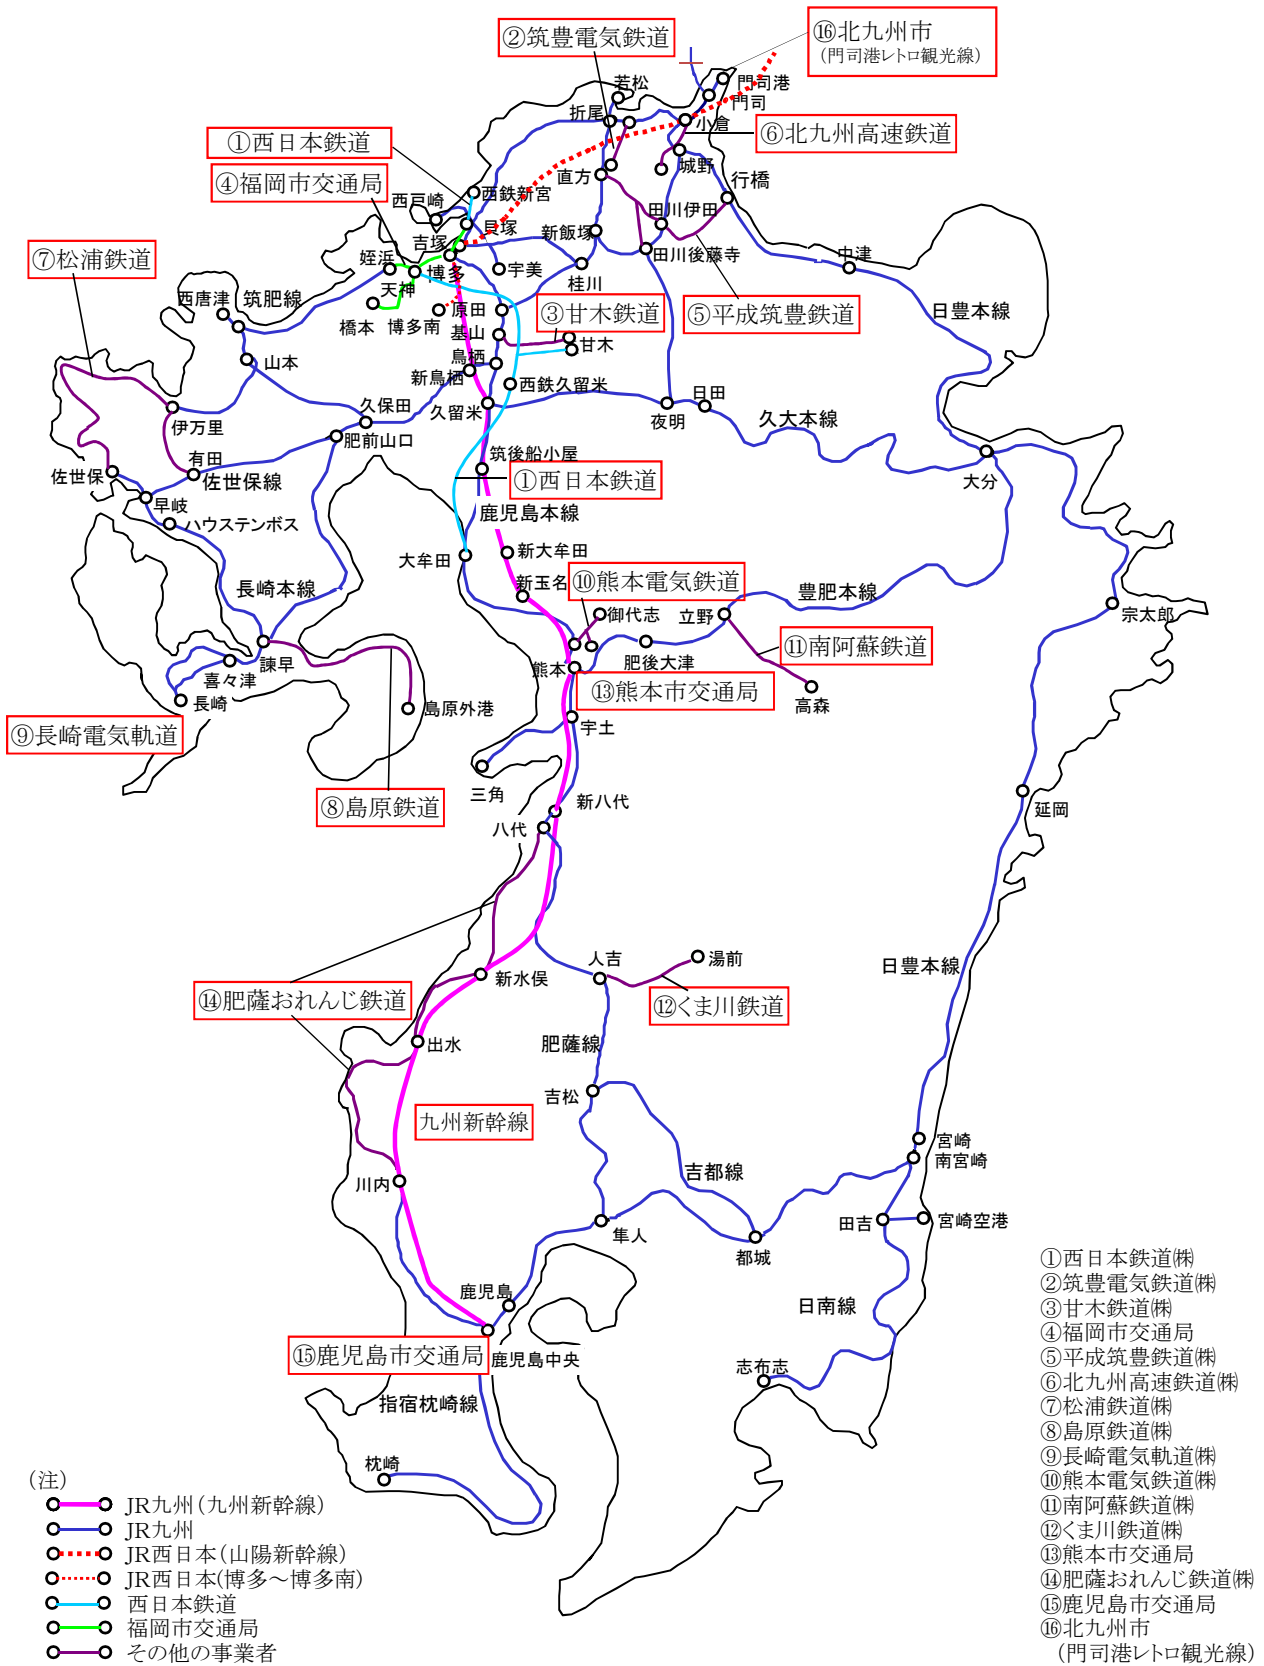 ⑯北九州市
(門司港レトロ観光線)
②筑豊電気鉄道
若松
門司港
門司
折尾
小倉
⑥北九州高速鉄道
①西日本鉄道
城野
④福岡市交通局
直方
行橋
西鉄新宮
西戸崎
貝塚
田川伊田
新飯塚
吉塚
⑦松浦鉄道
姪浜
博多
宇美
桂川
田川後藤寺
中津
天神
西唐津
筑肥線
橋本
博多南
原田
③甘木鉄道
⑤平成筑豊鉄道
日豊本線
基山
甘木
鳥栖
山本
新鳥栖
西鉄久留米
日田
久保田
久留米
夜明
久大本線
伊万里
肥前山口
有田
筑後船小屋
佐世保
佐世保線
①西日本鉄道
大分
早岐
ハウステンボス
鹿児島本線
大牟田
新大牟田
長崎本線
新玉名
⑩熊本電気鉄道
豊肥本線
御代志
立野
宗太郎
⑪南阿蘇鉄道
諫早
熊本
肥後大津
喜々津
⑬熊本市交通局
長崎
島原外港
高森
⑨長崎電気軌道
宇土
三角
⑧島原鉄道
新八代
八代
延岡
人吉
湯前
日豊本線
新水俣
⑭肥薩おれんじ鉄道
⑫くま川鉄道
出水
肥薩線
吉松
九州新幹線
宮崎
南宮崎
吉都線
川内
田吉
宮崎空港
隼人
都城
鹿児島
日南線
⑮鹿児島市交通局
鹿児島中央
志布志
指宿枕崎線
枕崎
(注)
JR九州(九州新幹線)
JR九州
JR西日本(山陽新幹線)
JR西日本(博多～博多南)
西日本鉄道
福岡市交通局
その他の事業者
①西日本鉄道㈱
②筑豊電気鉄道㈱
③甘木鉄道㈱
④福岡市交通局
⑤平成筑豊鉄道㈱
⑥北九州高速鉄道㈱
⑦松浦鉄道㈱
⑧島原鉄道㈱
⑨長崎電気軌道㈱
⑩熊本電気鉄道㈱
⑪南阿蘇鉄道㈱
⑫くま川鉄道㈱
⑬熊本市交通局
⑭肥薩おれんじ鉄道㈱
⑮鹿児島市交通局
⑯北九州市
(門司港レトロ観光線)